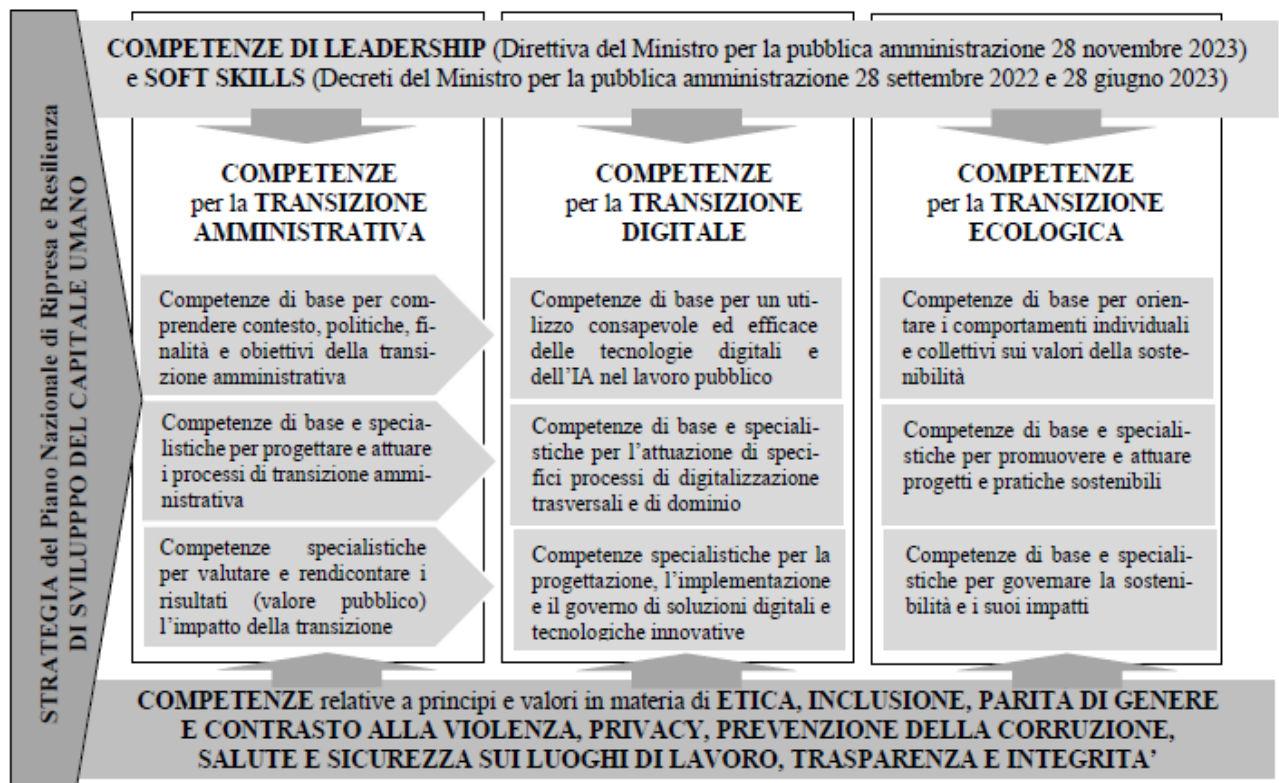 STRATEGIA del Piano Nazionale di Ripresa e Resilienza
DI SVILUPPPO DEL CAPITALE UMANO
COMPETENZE DI LEADERSHIP (Direttiva del Ministro per la pubblica amministrazione 28 novembre 2023)
e SOFT SKILLS (Decreti del Ministro per la pubblica amministrazione 28 settembre 2022 e 28 giugno 2023)
COMPETENZE
per la TRANSIZIONE
AMMINISTRATIVA
Competenze di base per com-
prendere contesto, politiche, fi-
nalità e obiettivi della transi-
zione amministrativa
Competenze di base e specia-
listiche per progettare e attuare
i processi di transizione ammi-
nistrativa
Competenze specialistiche
per valutare e rendicontare i
risultati (valore pubblico)
l’impatto della transizione
COMPETENZE
per la TRANSIZIONE
DIGITALE
Competenze di base per un uti-
lizzo consapevole ed efficace
delle tecnologie digitali e
dell’IA nel lavoro pubblico
Competenze di base e speciali-
stiche per l’attuazione di speci-
fici processi di digitalizzazione
trasversali e di dominio
Competenze specialistiche per la
progettazione, l’implementazione
e il governo di soluzioni digitali e
tecnologiche innovative
COMPETENZE
per la TRANSIZIONE
ECOLOGICA
Competenze di base per orien-
tare i comportamenti individuali
e collettivi sui valori della soste-
nibilità
Competenze di base e speciali-
stiche per promuovere e attuare
progetti e pratiche sostenibili
Competenze di base e speciali-
stiche per governare la sosteni-
bilità e i suoi impatti
COMPETENZE relative a principi e valori in materia di ETICA, INCLUSIONE, PARITA DI GENERE
E CONTRASTO ALLA VIOLENZA, PRIVACY, PREVENZIONE DELLA CORRUZIONE,
SALUTE E SICUREZZA SUI LUOGHI DI LAVORO, TRASPARENZA E INTEGRITA’